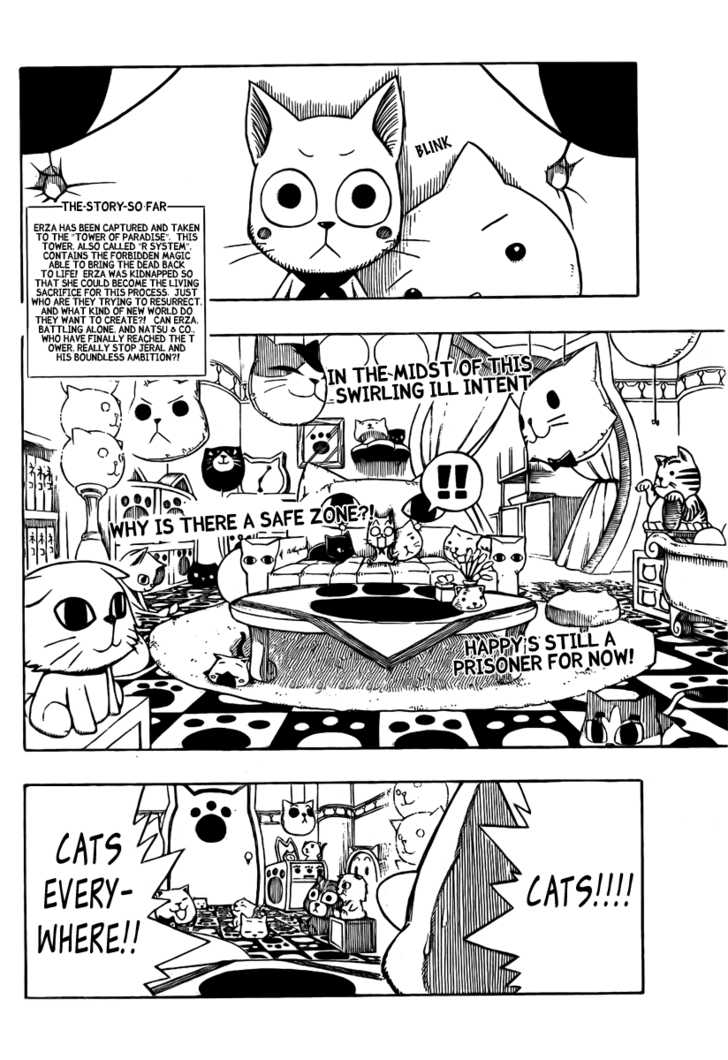 BLINK
THE STORY SO FAR
ERZA HAS BEEN CAPTURED AND TAKEN
TO THE "TOWER OF PARADISE". THIS
TOWER, ALSO CALLED "R SYSTEM",
CONTAINS THE FORBIDDEN MAGIC
ABLE TO BRING THE DEAD BACK
TO LIFE! ERZA WAS KIDNAPPED SO
THAT SHE COULD BECOME THE LIVING
SACRIFICE FOR THIS PROCESS. JUST
WHO ARE THEY TRYING TO RESURRECT,
AND WHAT KIND OF NEW WORLD DO
THEY WANT TO CREATE?! CAN ERZA,
BATTLING ALONE, AND NATSU & CO.,
WHO HAVE FINALLY REACHED THE T
OWER, REALLY STOP JERAL AND
HIS BOUNDLESS AMBITION?!
IN THE MIDST OF THIS
SWIRLING ILL INTENT
!!
WHY IS THERE A SAFE ZONE?!
HAPPY'S STILL A
PRISONER FOR NOW!
CATS
EVERY-
WHERE!!
CATS!!!!